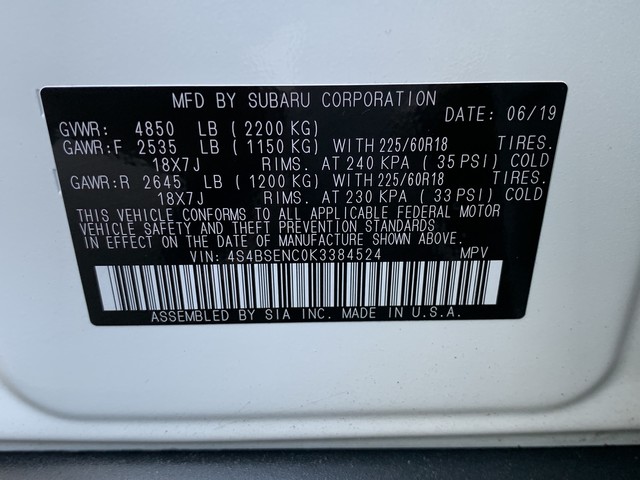 MFD BY SUBARU CORPORATION DATE: 06/19
GVWR: 4850 LB (2200 KG)
GAWR:F 2535 LB (1150 KG) WITH 225/60R18 TIRES.
18X7J RIMS. AT 240 KPA (35 PSI) COLD
GAWR:R 2645 LB (1200 KG) WITH 225/60R18 TIRES.
18X7J RIMS. AT 230 KPA (33 PSI) COLD
THIS VEHICLE CONFORMS TO ALL APPLICABLE FEDERAL MOTOR
VEHICLE SAFETY AND THEFT PREVENTION STANDARDS
IN EFFECT ON THE DATE OF MANUFACTURE SHOWN ABOVE.
VIN: 4S4BSENC0K3384524 MPV
ASSEMBLED BY SIA INC. MADE IN U.S.A.